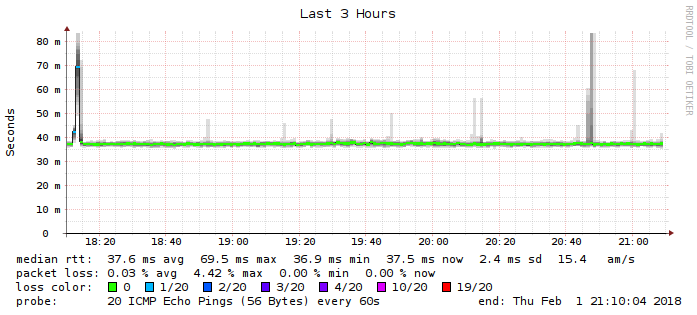 Last 3 Hours
RRDTOOL / TOBI OETIKER
Seconds
80 m
70 m
60 m
50 m
40 m
30 m
20 m
10 m
0
18:20 18:40 19:00 19:20 19:40 20:00 20:20 20:40 21:00
median rtt: 37.6 ms avg 69.5 ms max 36.9 ms min 37.5 ms now 2.4 ms sd 15.4 am/s
packet loss: 0.03 % avg 4.42 % max 0.00 % min 0.00 % now
loss color: 0 1/20 2/20 3/20 4/20 10/20 19/20
probe: 20 ICMP Echo Pings (56 Bytes) every 60s end: Thu Feb 1 21:10:04 2018